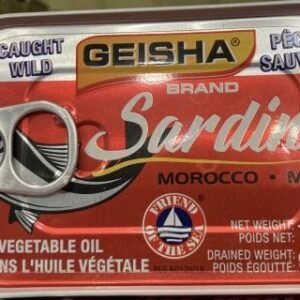 CAUGHT
WILD
GEISHA®
PÊC
SAUV
BRAND
Sardin
MOROCCO • M
FRIEND
OF THE SEA
NET WEIGHT:
POIDS NET:
DRAINED WEIGHT:
POIDS ÉGOUTTÉ:
VEGETABLE OIL
NS L'HUILE VÉGÉTALE